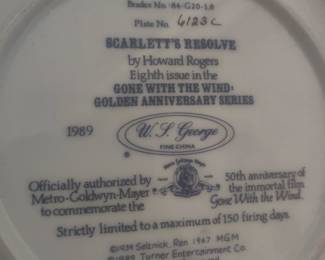 Bradex No. 84-G20-1.8
Plate No. 6123C
SCARLETT'S RESOLVE
by Howard Rogers
Eighth issue in the
GONE WITH THE WIND:
GOLDEN ANNIVERSARY SERIES
1989
W. S. George
FINE CHINA
®
Officially authorized by
Metro-Goldwyn-Mayer
to commemorate the
50th anniversary of
the immortal film
Gone With the Wind.
Strictly limited to a maximum of 150 firing days.
©1939 Selznick, Ren 1967 MGM
©1989 Turner Entertainment Co.